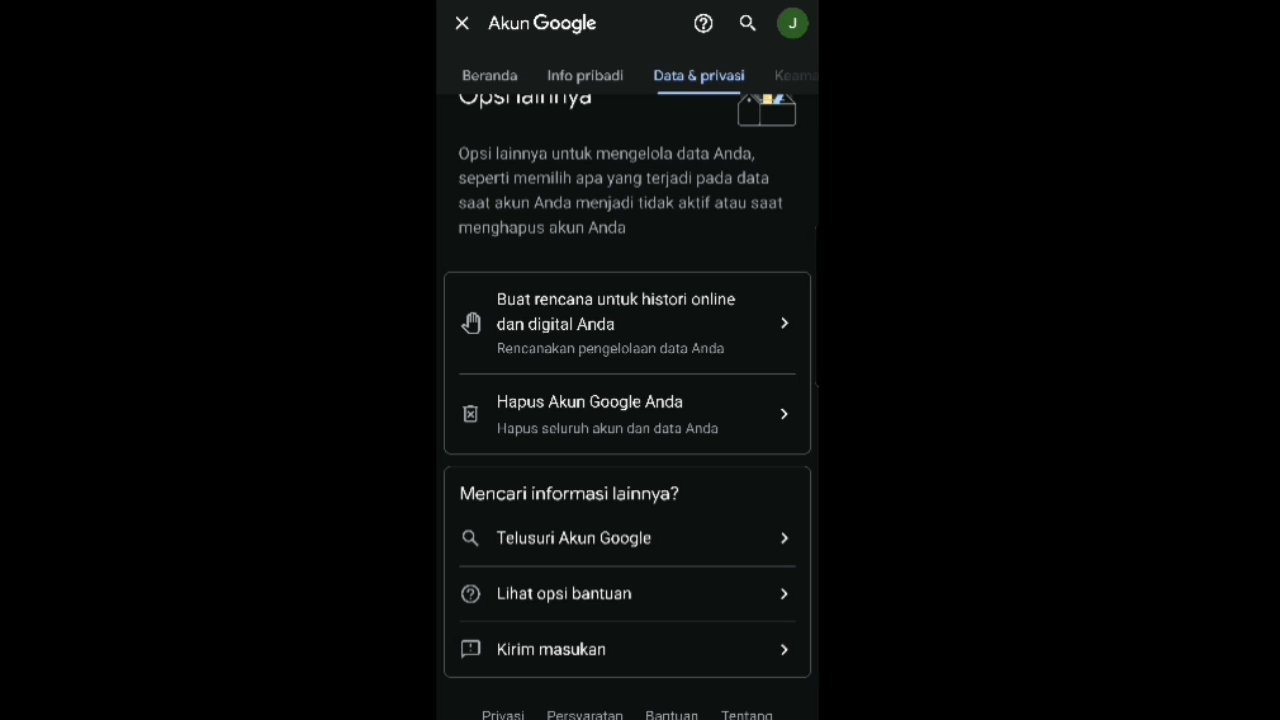 Akun Google
J
Beranda Info pribadi Data & privasi Keama
Opsi lainnya
Opsi lainnya untuk mengelola data Anda,
seperti memilih apa yang terjadi pada data
saat akun Anda menjadi tidak aktif atau saat
menghapus akun Anda
Buat rencana untuk histori online
dan digital Anda
Rencanakan pengelolaan data Anda
Hapus Akun Google Anda
Hapus seluruh akun dan data Anda
Mencari informasi lainnya?
Telusuri Akun Google
Lihat opsi bantuan
Kirim masukan
Privasi Persyaratan Bantuan Tentang